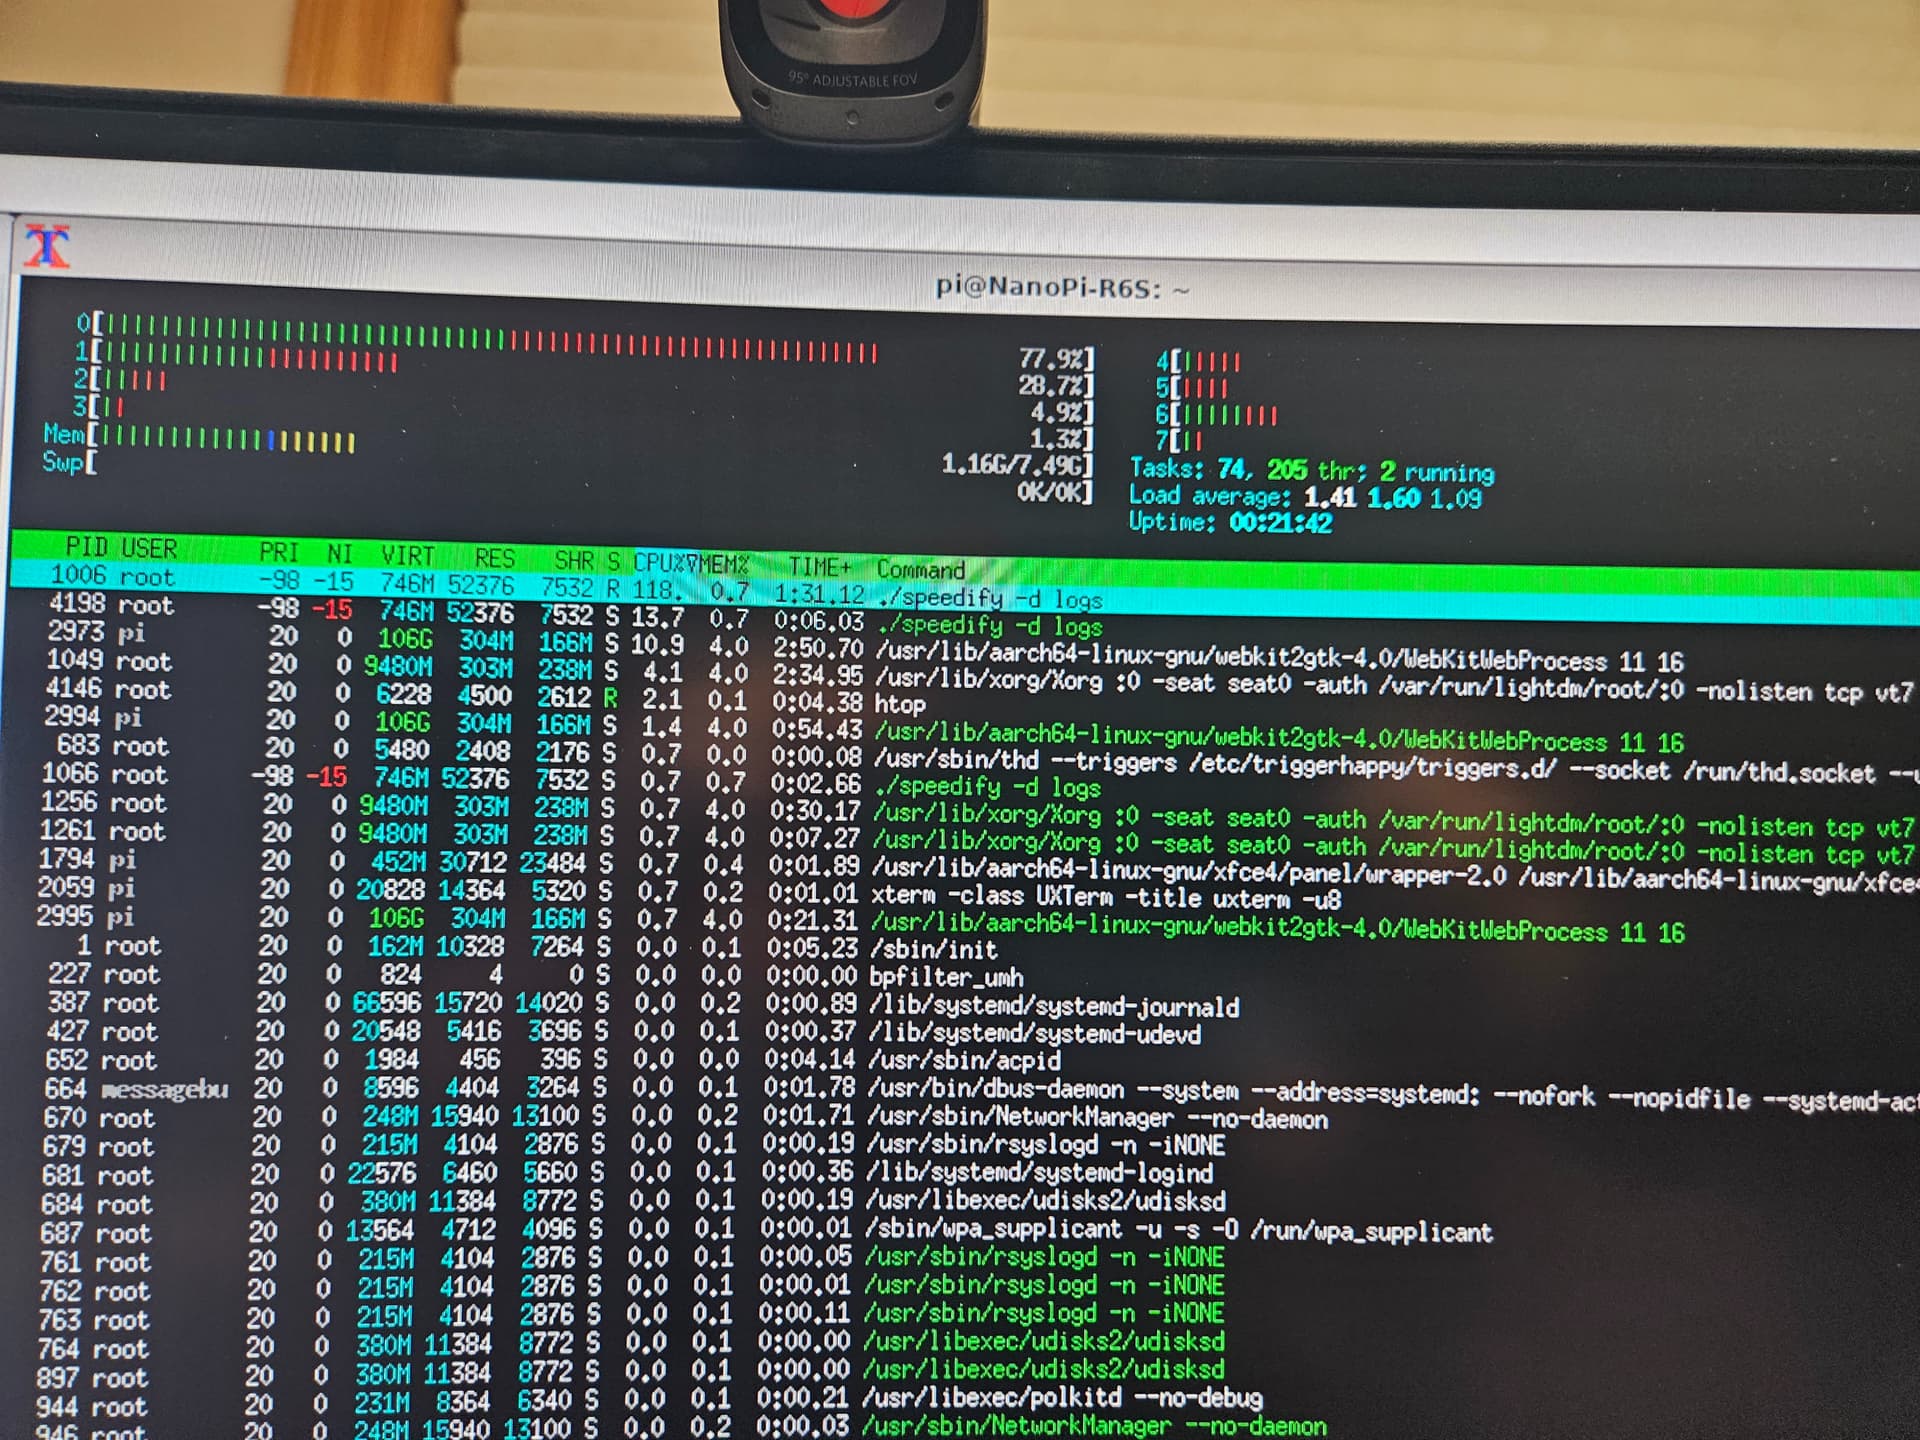 95° ADJUSTABLE FOV
pi@NanoPi-R6S: ~
0[ 77.9%] 4[
1[ 28.7%] 5[
2[ 4.9%] 6[
3[ 1.3%] 7[
Mem[ 1.16G/7.49G] Tasks: 74, 205 thr; 2 running
Swp[ 0K/0K] Load average: 1.41 1.60 1.09
Uptime: 00:21:42
PID USER PRI NI VIRT RES SHR S CPU%▽MEM% TIME+ Command
1006 root -98 -15 746M 52376 7532 R 118. 0.7 1:31.12 ./speedify -d logs
4198 root -98 -15 746M 52376 7532 S 13.7 0.7 0:06.03 ./speedify -d logs
2973 pi 20 0 106G 304M 166M S 10.9 4.0 2:50.70 /usr/lib/aarch64-linux-gnu/webkit2gtk-4.0/WebKitWebProcess 11 16
1049 root 20 0 9480M 303M 238M S 4.1 4.0 2:34.95 /usr/lib/xorg/Xorg :0 -seat seat0 -auth /var/run/lightdm/root/:0 -nolisten tcp vt7
4146 root 20 0 6228 4500 2612 R 2.1 0.1 0:04.38 htop
2994 pi 20 0 106G 304M 166M S 1.4 4.0 0:54.43 /usr/lib/aarch64-linux-gnu/webkit2gtk-4.0/WebKitWebProcess 11 16
683 root 20 0 5480 2408 2176 S 0.7 0.0 0:00.08 /usr/sbin/thd --triggers /etc/triggerhappy/triggers.d/ --socket /run/thd.socket --u
1066 root -98 -15 746M 52376 7532 S 0.7 0.7 0:02.66 ./speedify -d logs
1256 root 20 0 9480M 303M 238M S 0.7 4.0 0:30.17 /usr/lib/xorg/Xorg :0 -seat seat0 -auth /var/run/lightdm/root/:0 -nolisten tcp vt7
1261 root 20 0 9480M 303M 238M S 0.7 4.0 0:07.27 /usr/lib/xorg/Xorg :0 -seat seat0 -auth /var/run/lightdm/root/:0 -nolisten tcp vt7
1794 pi 20 0 452M 30712 23484 S 0.7 0.4 0:01.89 /usr/lib/aarch64-linux-gnu/xfce4/panel/wrapper-2.0 /usr/lib/aarch64-linux-gnu/xfce4
2059 pi 20 0 20828 14364 5320 S 0.7 0.2 0:01.01 xterm -class UXTerm -title uxterm -u8
2995 pi 20 0 106G 304M 166M S 0.7 4.0 0:21.31 /usr/lib/aarch64-linux-gnu/webkit2gtk-4.0/WebKitWebProcess 11 16
1 root 20 0 162M 10328 7264 S 0.0 0.1 0:05.23 /sbin/init
227 root 20 0 824 4 0 S 0.0 0.0 0:00.00 bpfilter_umh
387 root 20 0 66596 15720 14020 S 0.0 0.2 0:00.89 /lib/systemd/systemd-journald
427 root 20 0 20548 5416 3696 S 0.0 0.1 0:00.37 /lib/systemd/systemd-udevd
652 root 20 0 1984 456 396 S 0.0 0.0 0:04.14 /usr/sbin/acpid
664 messagebu 20 0 8596 4404 3264 S 0.0 0.1 0:01.78 /usr/bin/dbus-daemon --system --address=systemd: --nofork --nopidfile --systemd-act
670 root 20 0 248M 15940 13100 S 0.0 0.2 0:01.71 /usr/sbin/NetworkManager --no-daemon
679 root 20 0 215M 4104 2876 S 0.0 0.1 0:00.19 /usr/sbin/rsyslogd -n -iNONE
681 root 20 0 22576 6460 5660 S 0.0 0.1 0:00.36 /lib/systemd/systemd-logind
684 root 20 0 380M 11384 8772 S 0.0 0.1 0:00.19 /usr/libexec/udisks2/udisksd
687 root 20 0 13564 4712 4096 S 0.0 0.1 0:00.01 /sbin/wpa_supplicant -u -s -O /run/wpa_supplicant
761 root 20 0 215M 4104 2876 S 0.0 0.1 0:00.05 /usr/sbin/rsyslogd -n -iNONE
762 root 20 0 215M 4104 2876 S 0.0 0.1 0:00.01 /usr/sbin/rsyslogd -n -iNONE
763 root 20 0 215M 4104 2876 S 0.0 0.1 0:00.11 /usr/sbin/rsyslogd -n -iNONE
764 root 20 0 380M 11384 8772 S 0.0 0.1 0:00.00 /usr/libexec/udisks2/udisksd
897 root 20 0 380M 11384 8772 S 0.0 0.1 0:00.00 /usr/libexec/udisks2/udisksd
944 root 20 0 231M 8364 6340 S 0.0 0.1 0:00.21 /usr/libexec/polkitd --no-debug
946 root 20 0 248M 15940 13100 S 0.0 0.2 0:00.03 /usr/sbin/NetworkManager --no-daemon